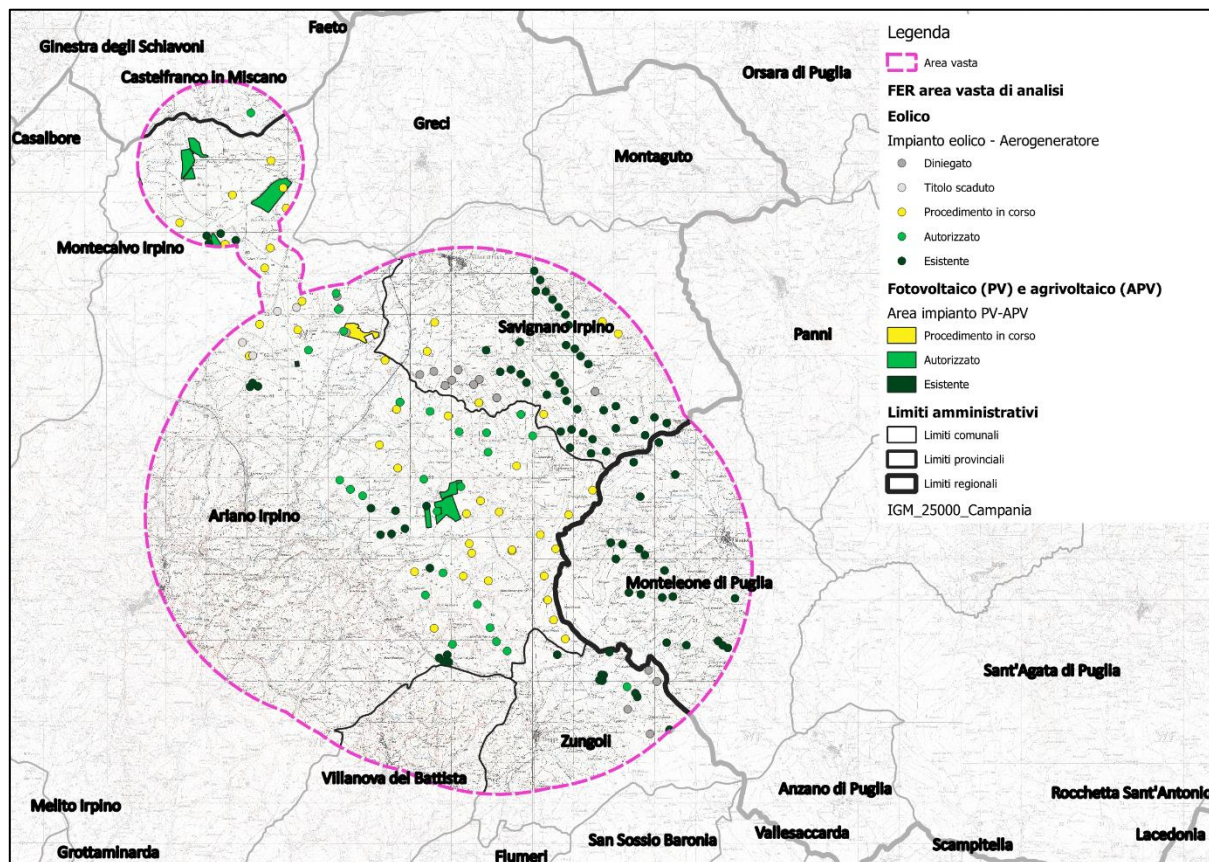 Faeto
Ginestra degli Schiavoni
Castelfranco in Miscano
Orsara di Puglia
Casalbore
Greci
Montaguto
Montecalvo Irpino
Savignano Irpino
Panni
Ariano Irpino
Monteleone di Puglia
Sant'Agata di Puglia
Zungoli
Villanova del Battista
Melito Irpino
Anzano di Puglia
Rocchetta Sant'Antonio
San Sossio Baronia
Vallesaccarda
Lacedonia
Scampitella
Grottaminarda
Flumeri
Legenda
Area vasta
FER area vasta di analisi
Eolico
Impianto eolico - Aerogeneratore
Diniegato
Titolo scaduto
Procedimento in corso
Autorizzato
Esistente
Fotovoltaico (PV) e agrivoltaico (APV)
Area impianto PV-APV
Procedimento in corso
Autorizzato
Esistente
Limiti amministrativi
Limiti comunali
Limiti provinciali
Limiti regionali
IGM_25000_Campania